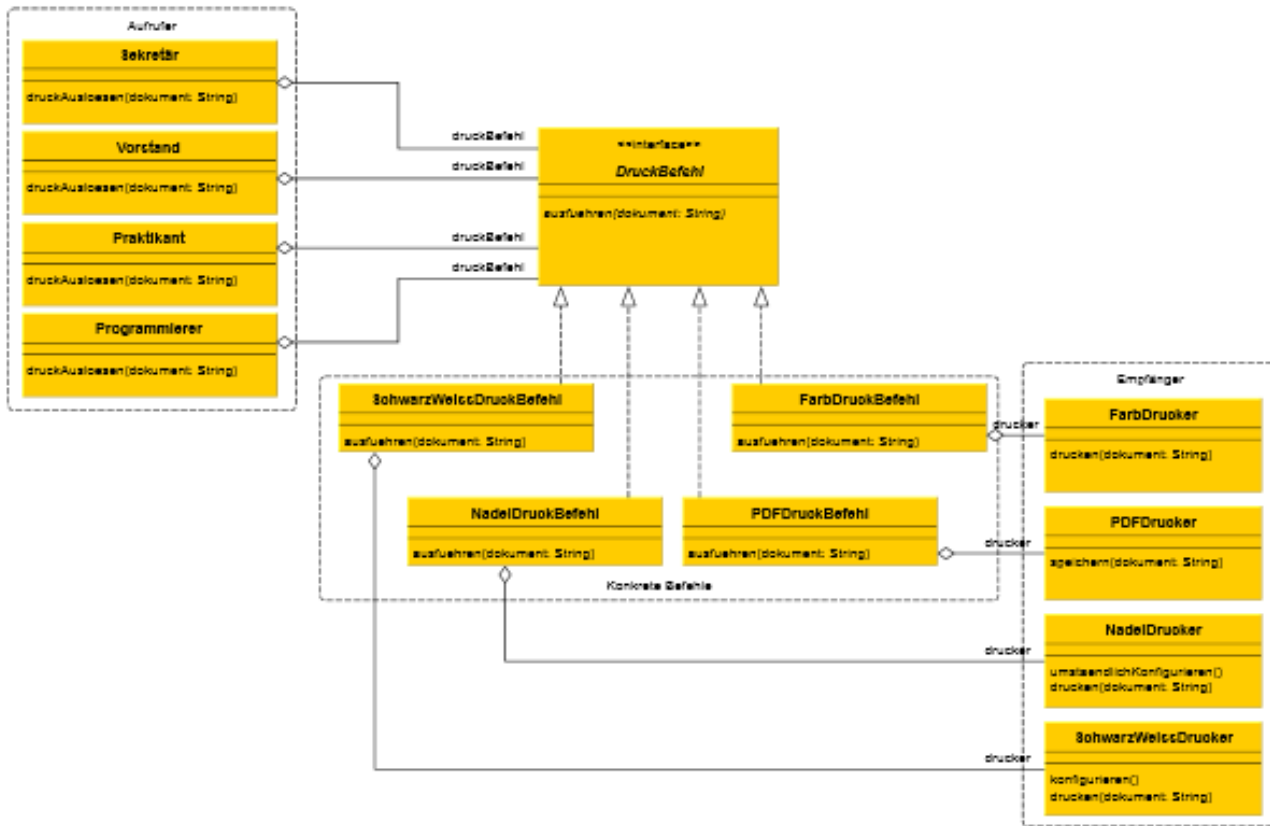 Aufrufer
Sekretär
druckAusloesen(dokument: String)
Vorstand
druckAusloesen(dokument: String)
Praktikant
druckAusloesen(dokument: String)
Programmierer
druckAusloesen(dokument: String)
druckBefehl
druckBefehl
druckBefehl
druckBefehl
<<interface>>
DruckBefehl
ausfuehren(dokument: String)
SchwarzWeissDruckBefehl
ausfuehren(dokument: String)
FarbDruckBefehl
ausfuehren(dokument: String)
NadelDruckBefehl
ausfuehren(dokument: String)
PDFDruckBefehl
ausfuehren(dokument: String)
Konkrete Befehle
drucker
drucker
drucker
drucker
Empfänger
FarbDrucker
drucken(dokument: String)
PDFDrucker
speichern(dokument: String)
NadelDrucker
umstaendlichKonfigurieren()
drucken(dokument: String)
SchwarzWeissDrucker
konfigurieren()
drucken(dokument: String)